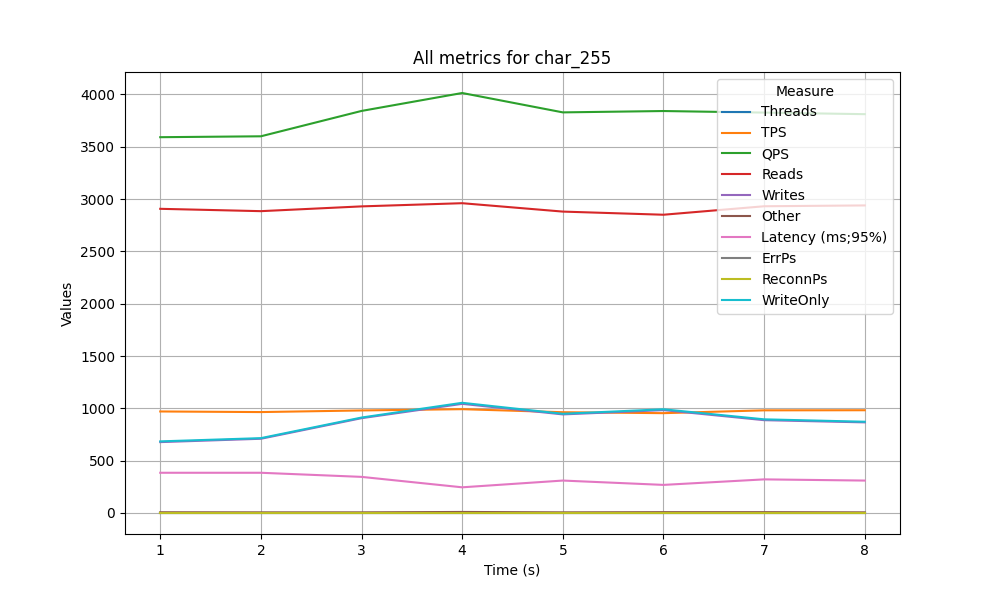 All metrics for char_255
Values
4000
3500
3000
2500
2000
1500
1000
500
0
Measure
Threads
TPS
QPS
Reads
Writes
Other
Latency (ms;95%)
ErrPs
ReconnPs
WriteOnly
1 2 3 4 5 6 7 8
Time (s)